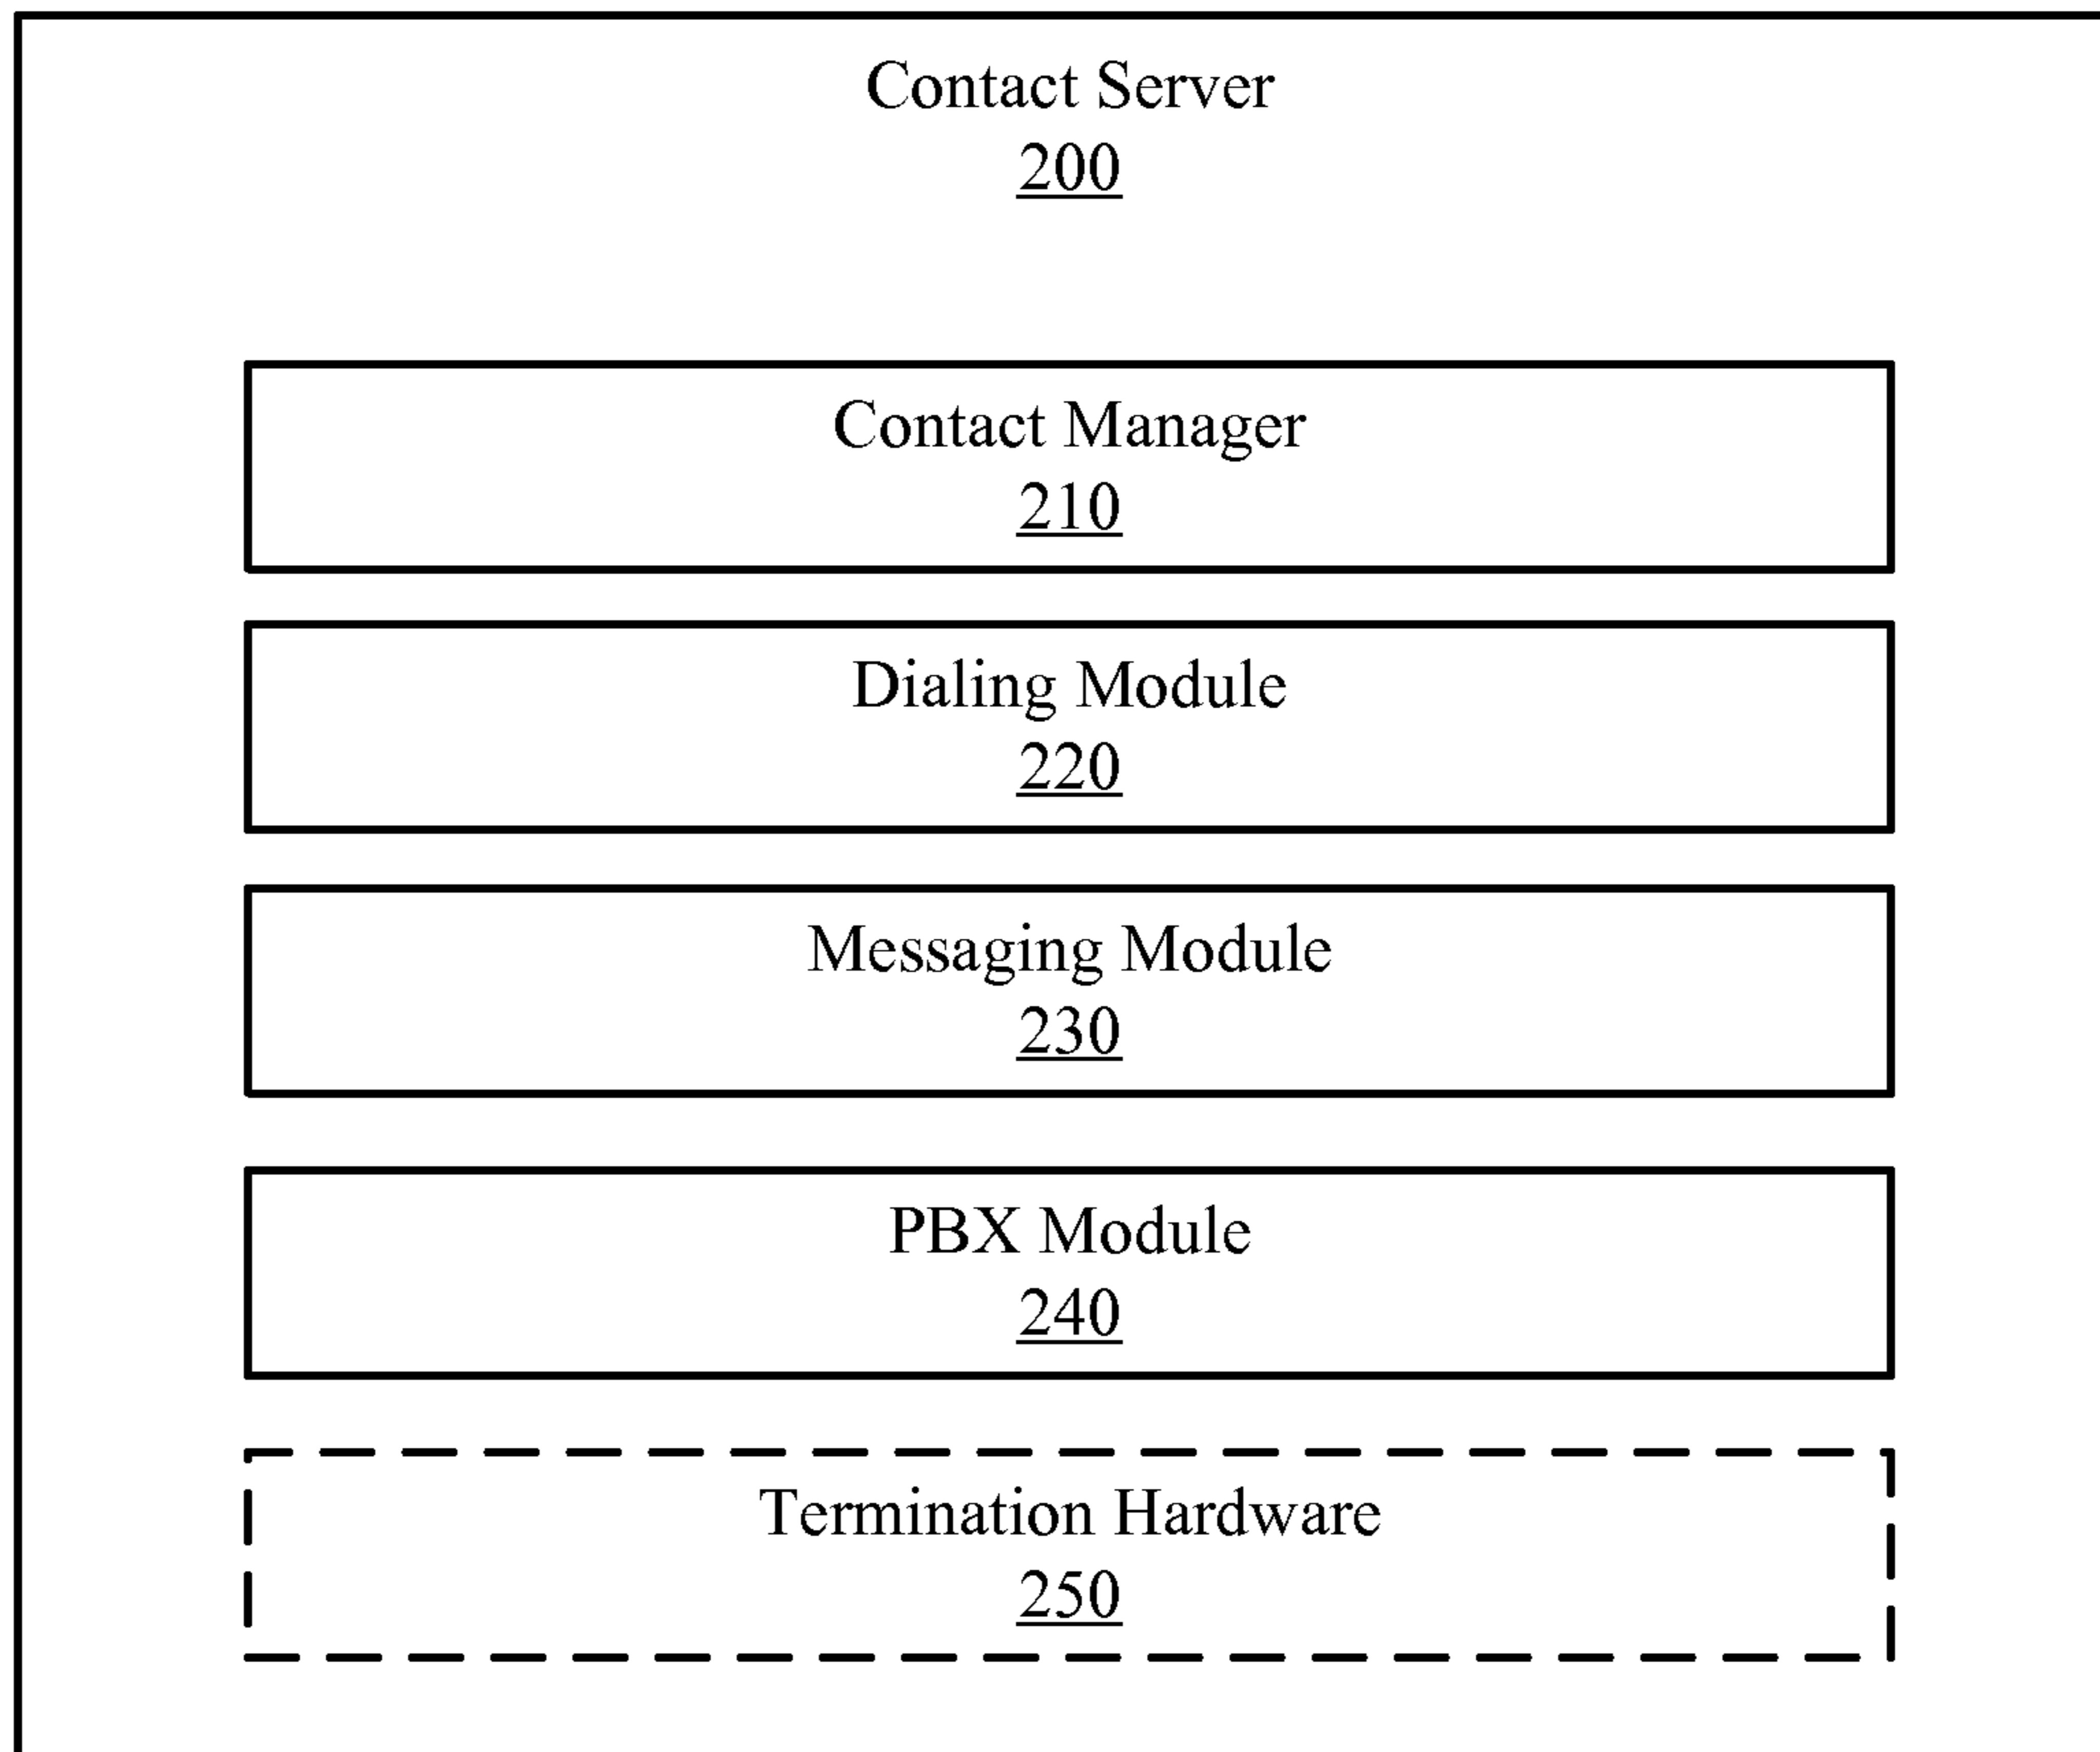 Contact Server
200
Contact Manager
210
Dialing Module
220
Messaging Module
230
PBX Module
240
Termination Hardware
250